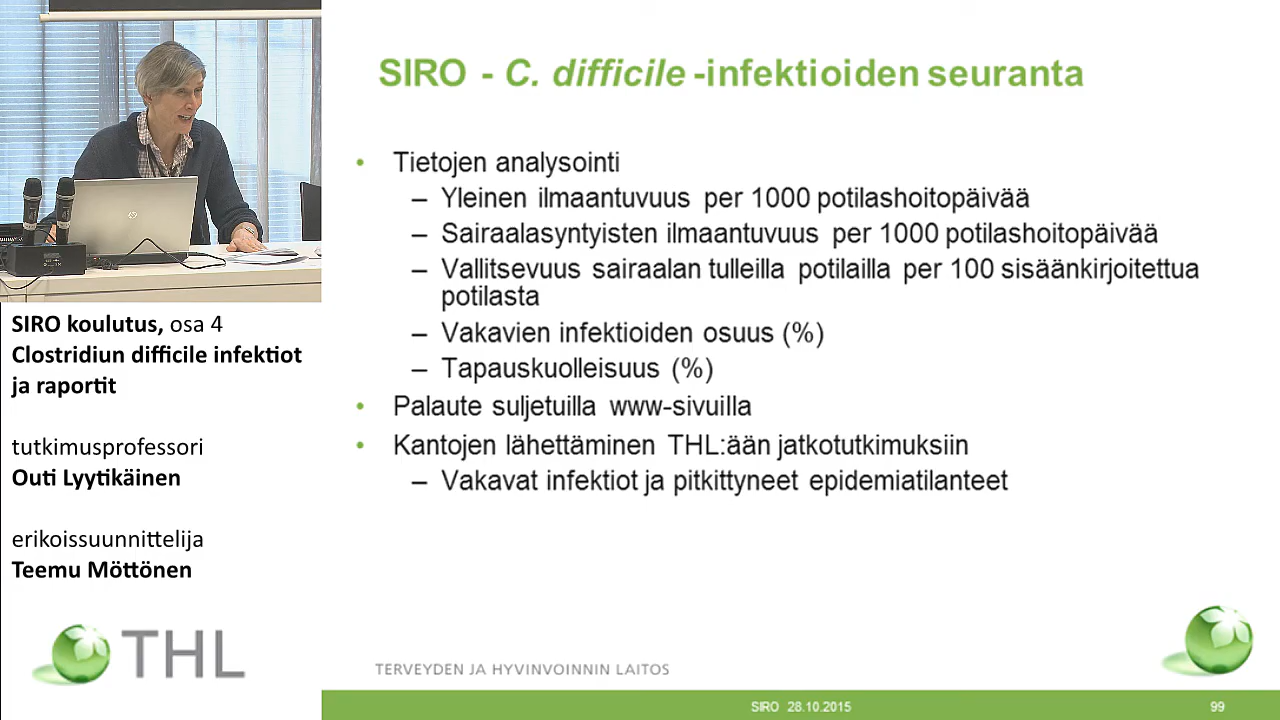 SIRO koulutus, osa 4
Clostridiun difficile infektiot
ja raportit
tutkimusprofessori
Outi Lyytikäinen
erikoissuunnittelija
Teemu Möttönen
THL
SIRO - C. difficile -infektioiden seuranta
• Tietojen analysointi
– Yleinen ilmaantuvuus per 1000 potilashoitopäivää
– Sairaalasyntyisten ilmaantuvuus per 1000 potilashoitopäivää
– Vallitsevuus sairaalan tulleilla potilailla per 100 sisäänkirjoitettua
potilasta
– Vakavien infektioiden osuus (%)
– Tapauskuolleisuus (%)
• Palaute suljetuilla www-sivuilla
• Kantojen lähettäminen THL:ään jatkotutkimuksiin
– Vakavat infektiot ja pitkittyneet epidemiatilanteet
TERVEYDEN JA HYVINVOINNIN LAITOS
SIRO 28.10.2015
99